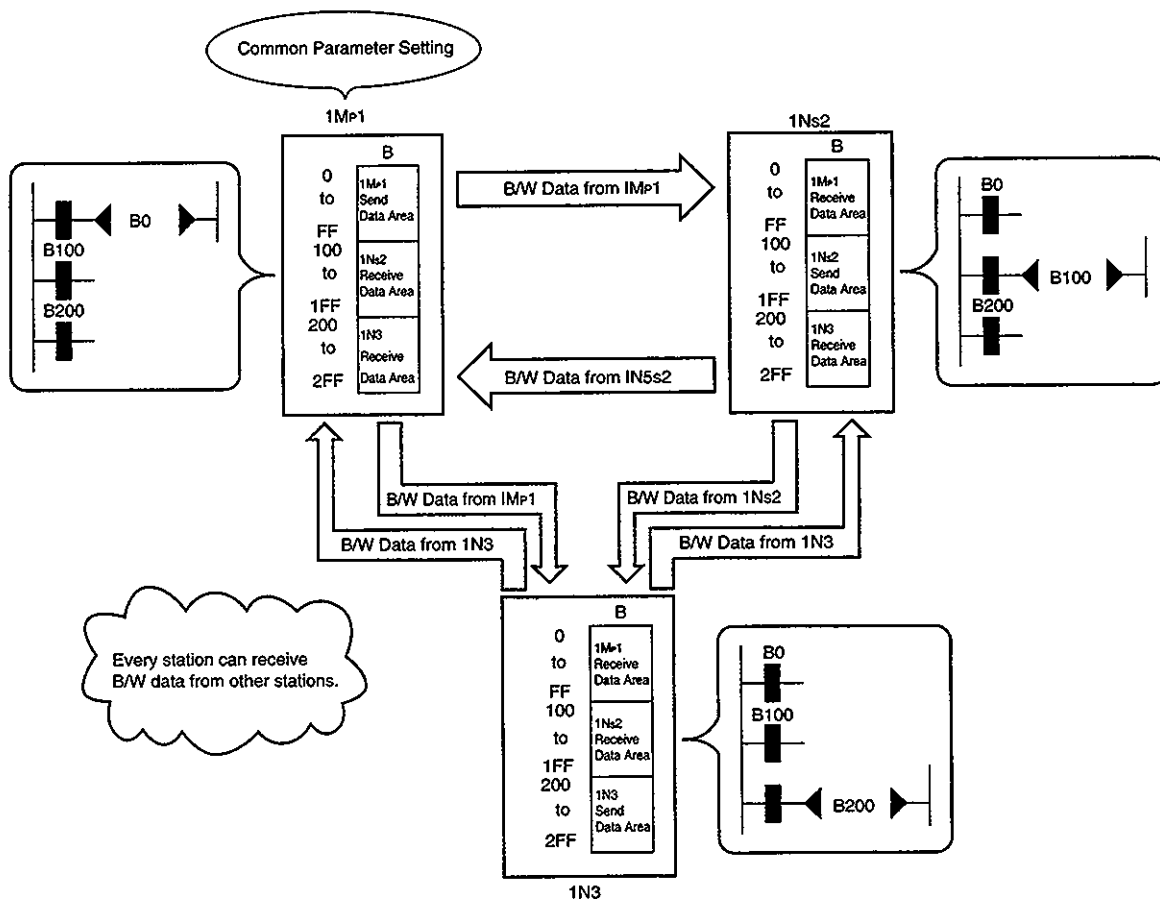 Common Parameter Setting
1MP1
B
0
to
FF
100
to
1FF
200
to
2FF
1MP1
Send
Data Area
1Ns2
Receive
Data Area
1N3
Receive
Data Area
B0
B100
B200
B/W Data from IMP1
B/W Data from IN5s2
1Ns2
B
0
to
FF
100
to
1FF
200
to
2FF
1MP1
Receive
Data Area
1Ns2
Send
Data Area
1N3
Receive
Data Area
B0
B100
B200
B/W Data from IMP1
B/W Data from 1N3
B/W Data from 1Ns2
B/W Data from 1N3
Every station can receive
B/W data from other stations.
B
0
to
FF
100
to
1FF
200
to
2FF
1MP1
Receive
Data Area
1Ns2
Receive
Data Area
1N3
Send
Data Area
1N3
B0
B100
B200